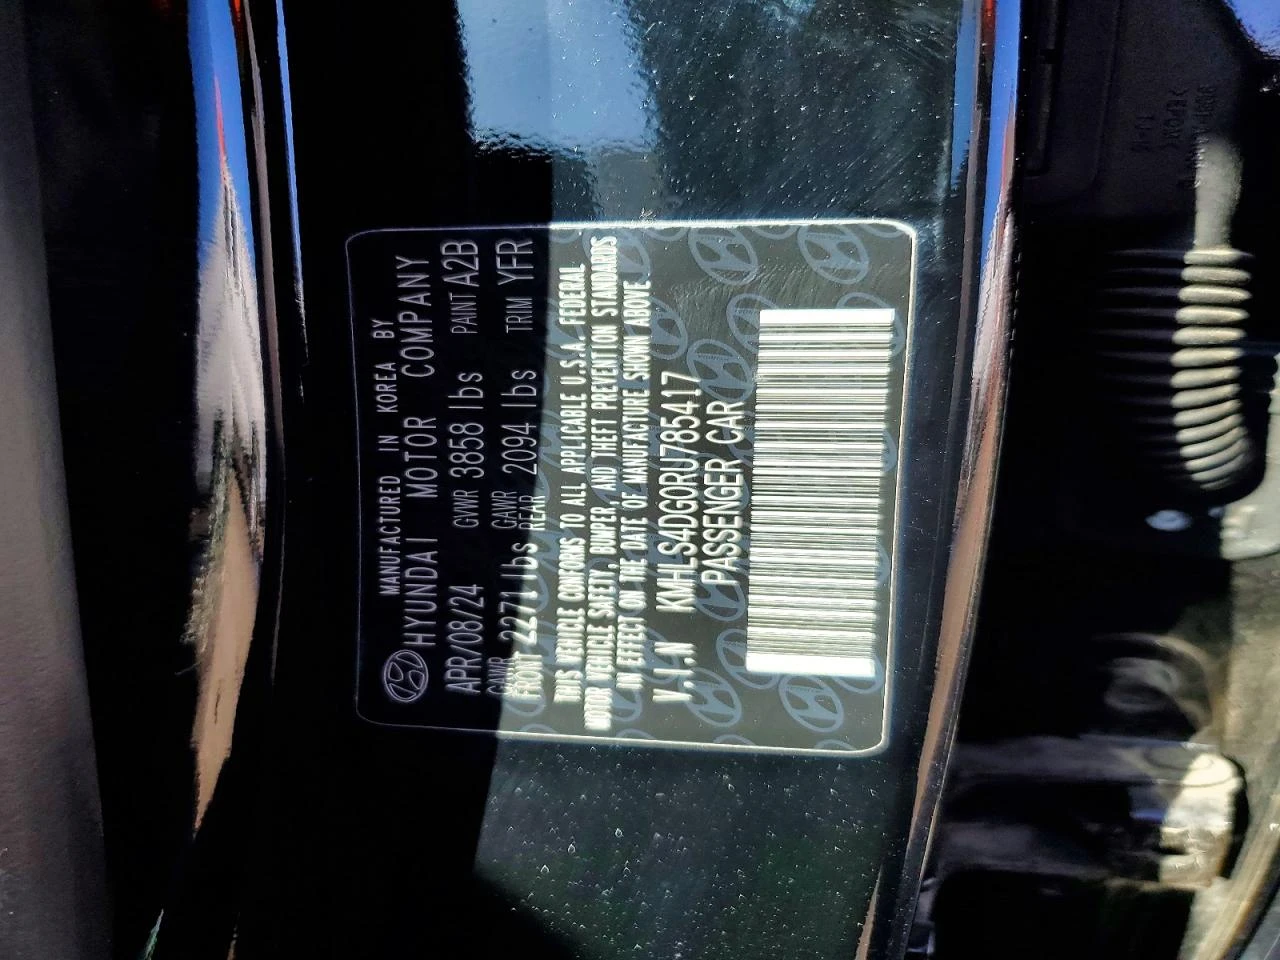 MANUFACTURED IN KOREA BY
HYUNDAI MOTOR COMPANY
APR/08/24 GVWR 3858 lbs PAINT A2B
GAWR FRONT 2271 lbs GAWR REAR 2094 lbs TRIM YFR
THIS VEHICLE CONFORMS TO ALL APPLICABLE U.S.A. FEDERAL
MOTOR VEHICLE SAFETY, BUMPER, AND THEFT PREVENTION STANDARDS
IN EFFECT ON THE DATE OF MANUFACTURE SHOWN ABOVE
V.I.N KMHLS4DG0RU785417
PASSENGER CAR